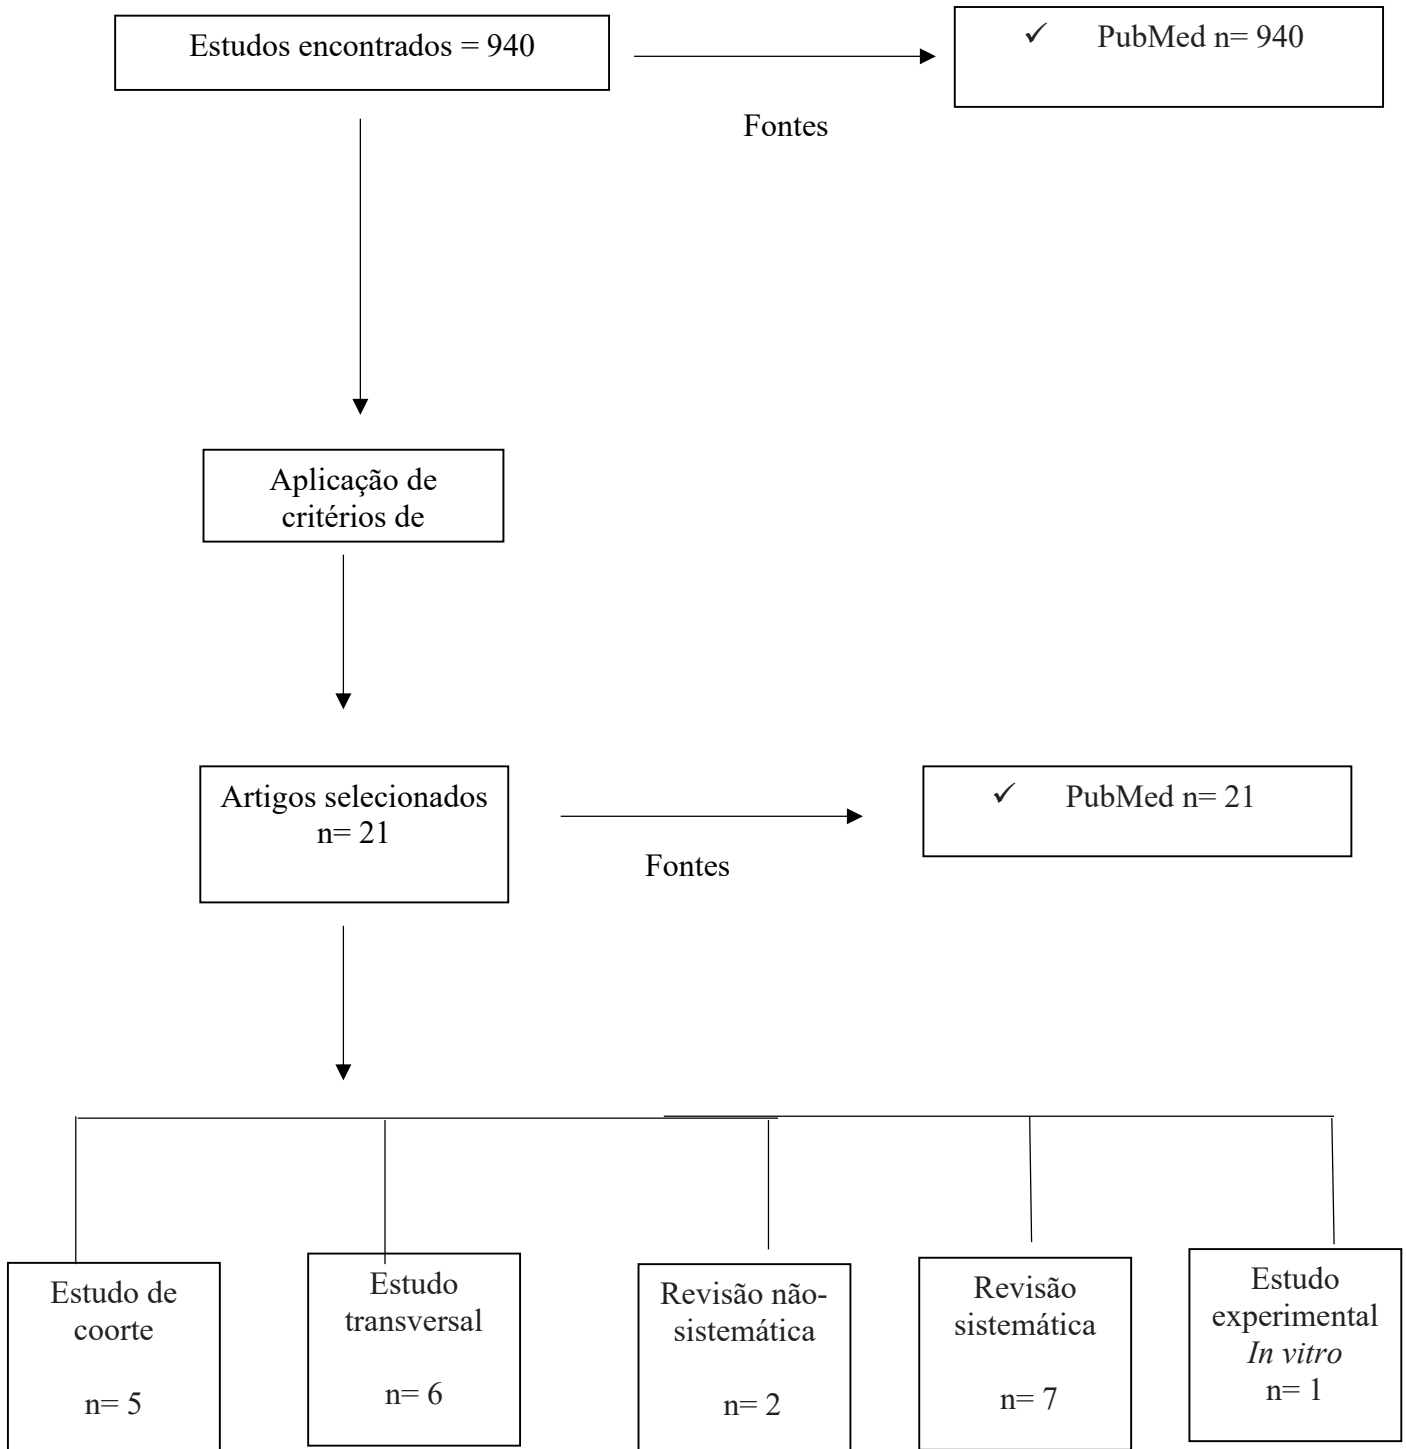 Estudos encontrados = 940
✓ PubMed n= 940
Fontes
Aplicação de
critérios de
Artigos selecionados
n= 21
✓ PubMed n= 21
Fontes
Estudo de
coorte
n= 5
Estudo
transversal
n= 6
Revisão não-
sistemática
n= 2
Revisão
sistemática
n= 7
Estudo
experimental
In vitro
n= 1